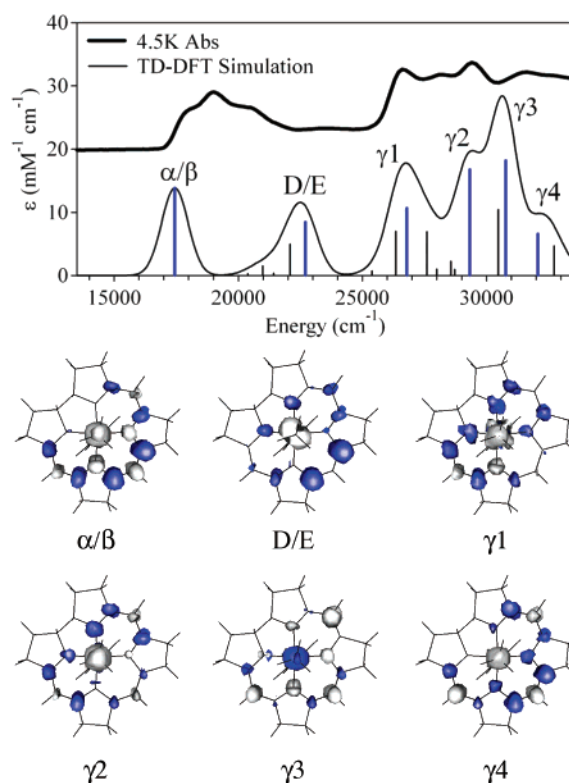 40
30
20
10
0
ε (mM⁻¹ cm⁻¹)
4.5K Abs
TD-DFT Simulation
α/β
D/E
γ1
γ2
γ3
γ4
15000 20000 25000 30000
Energy (cm⁻¹)
α/β D/E γ1
γ2 γ3 γ4